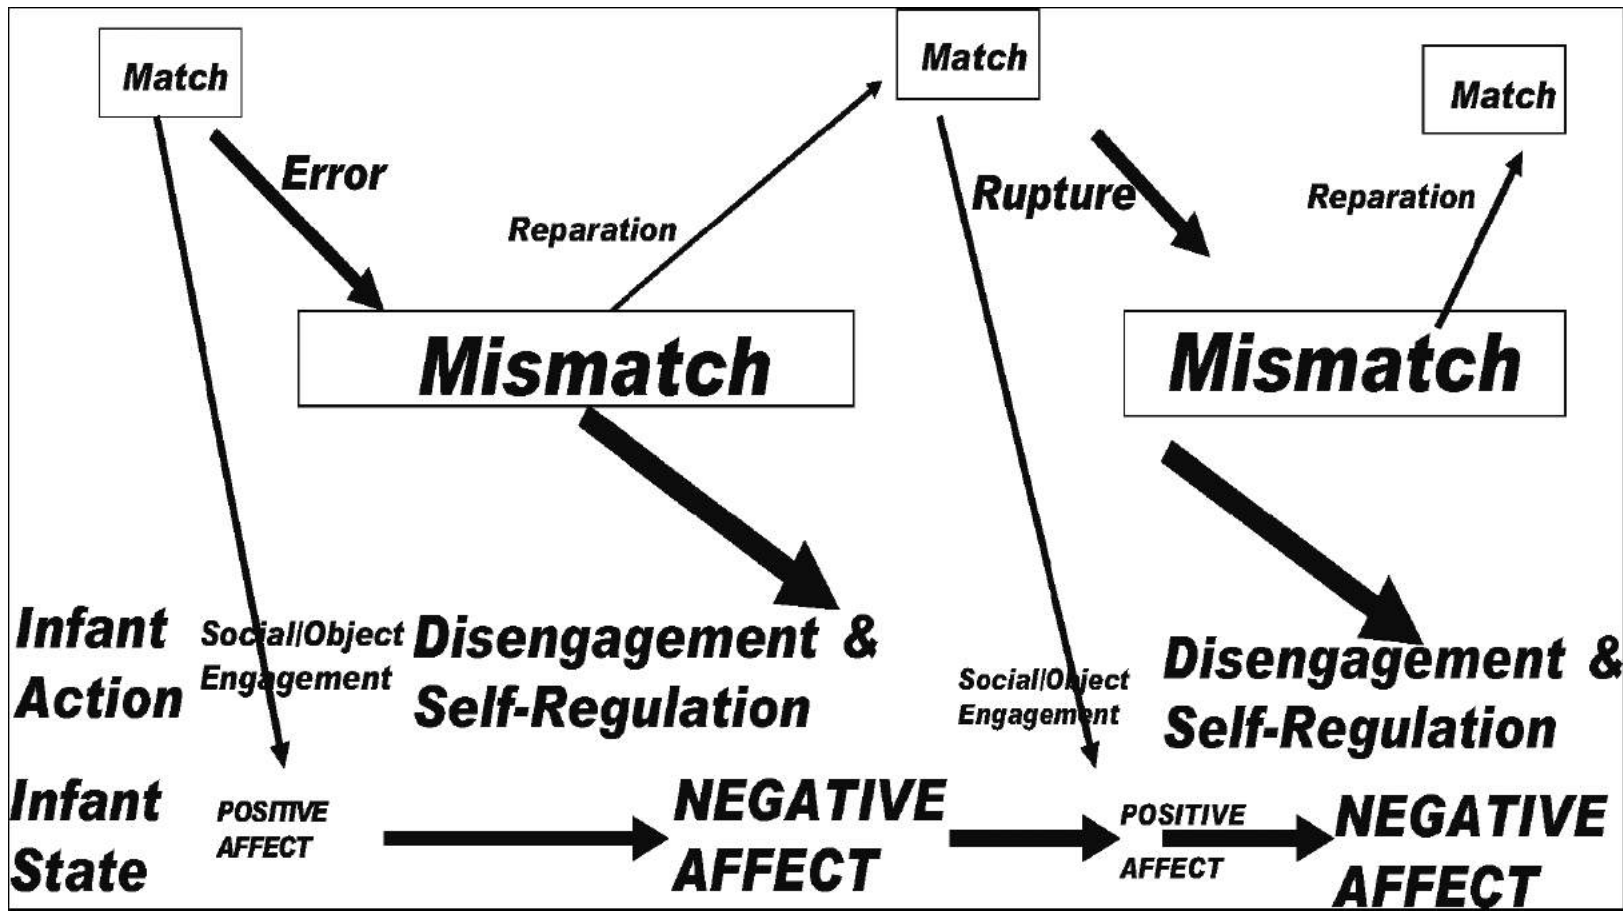 Match
Match
Match
Error
Rupture
Reparation
Reparation
Mismatch
Mismatch
Infant
Action
Social/Object
Engagement
Disengagement &
Self-Regulation
Social/Object
Engagement
Disengagement &
Self-Regulation
Infant
State
POSITIVE
AFFECT
NEGATIVE
AFFECT
POSITIVE
AFFECT
NEGATIVE
AFFECT